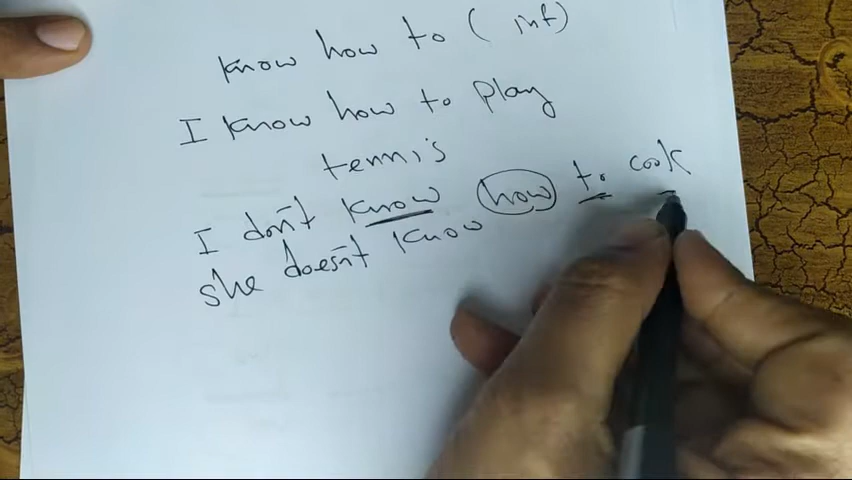 know how to ( inf)
I know how to play
tennis
I don't know how to cook
she doesn't know